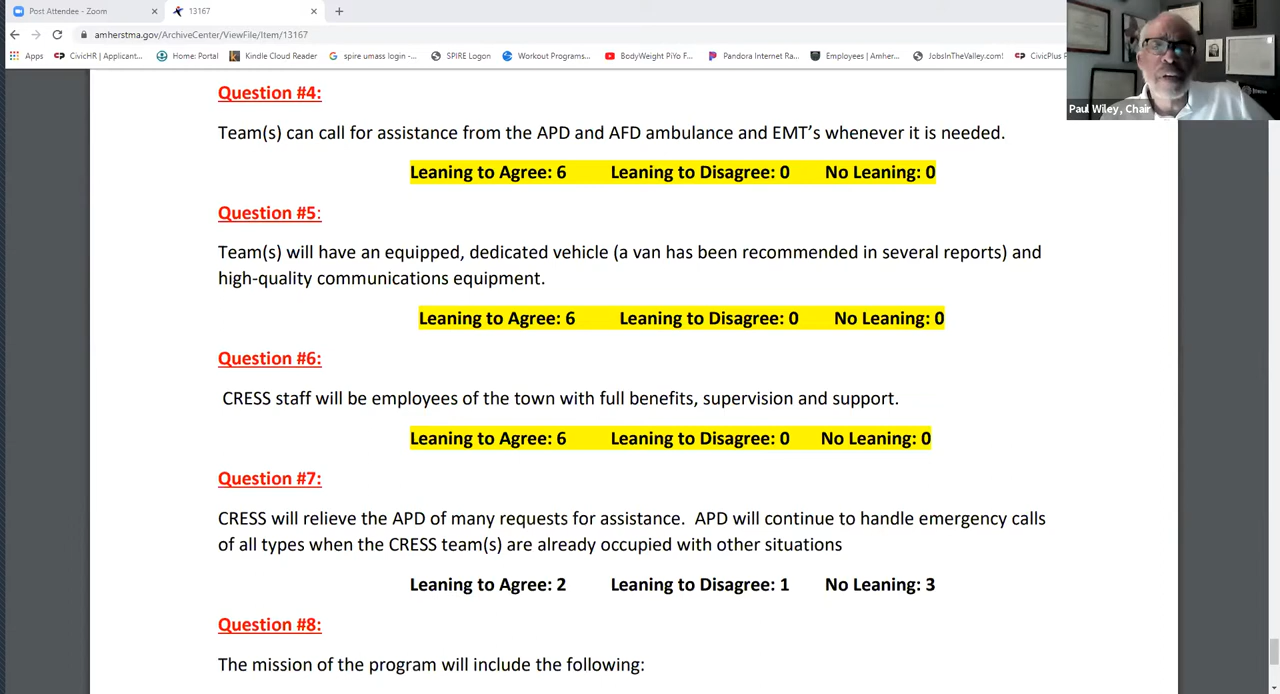 Post Attendee - Zoom
13167
amherstma.gov/ArchiveCenter/ViewFile/Item/13167
Apps CivicHR | Applicant... Home: Portal Kindle Cloud Reader spire umass login -... SPIRE Logon Workout Programs... BodyWeight PiYo F... Pandora Internet Ra... Employees | Amher... JobsInTheValley.com! CivicPlus
Paul Wiley, Chair
Question #4:
Team(s) can call for assistance from the APD and AFD ambulance and EMT's whenever it is needed.
Leaning to Agree: 6 Leaning to Disagree: 0 No Leaning: 0
Question #5:
Team(s) will have an equipped, dedicated vehicle (a van has been recommended in several reports) and
high-quality communications equipment.
Leaning to Agree: 6 Leaning to Disagree: 0 No Leaning: 0
Question #6:
CRESS staff will be employees of the town with full benefits, supervision and support.
Leaning to Agree: 6 Leaning to Disagree: 0 No Leaning: 0
Question #7:
CRESS will relieve the APD of many requests for assistance. APD will continue to handle emergency calls
of all types when the CRESS team(s) are already occupied with other situations
Leaning to Agree: 2 Leaning to Disagree: 1 No Leaning: 3
Question #8:
The mission of the program will include the following: